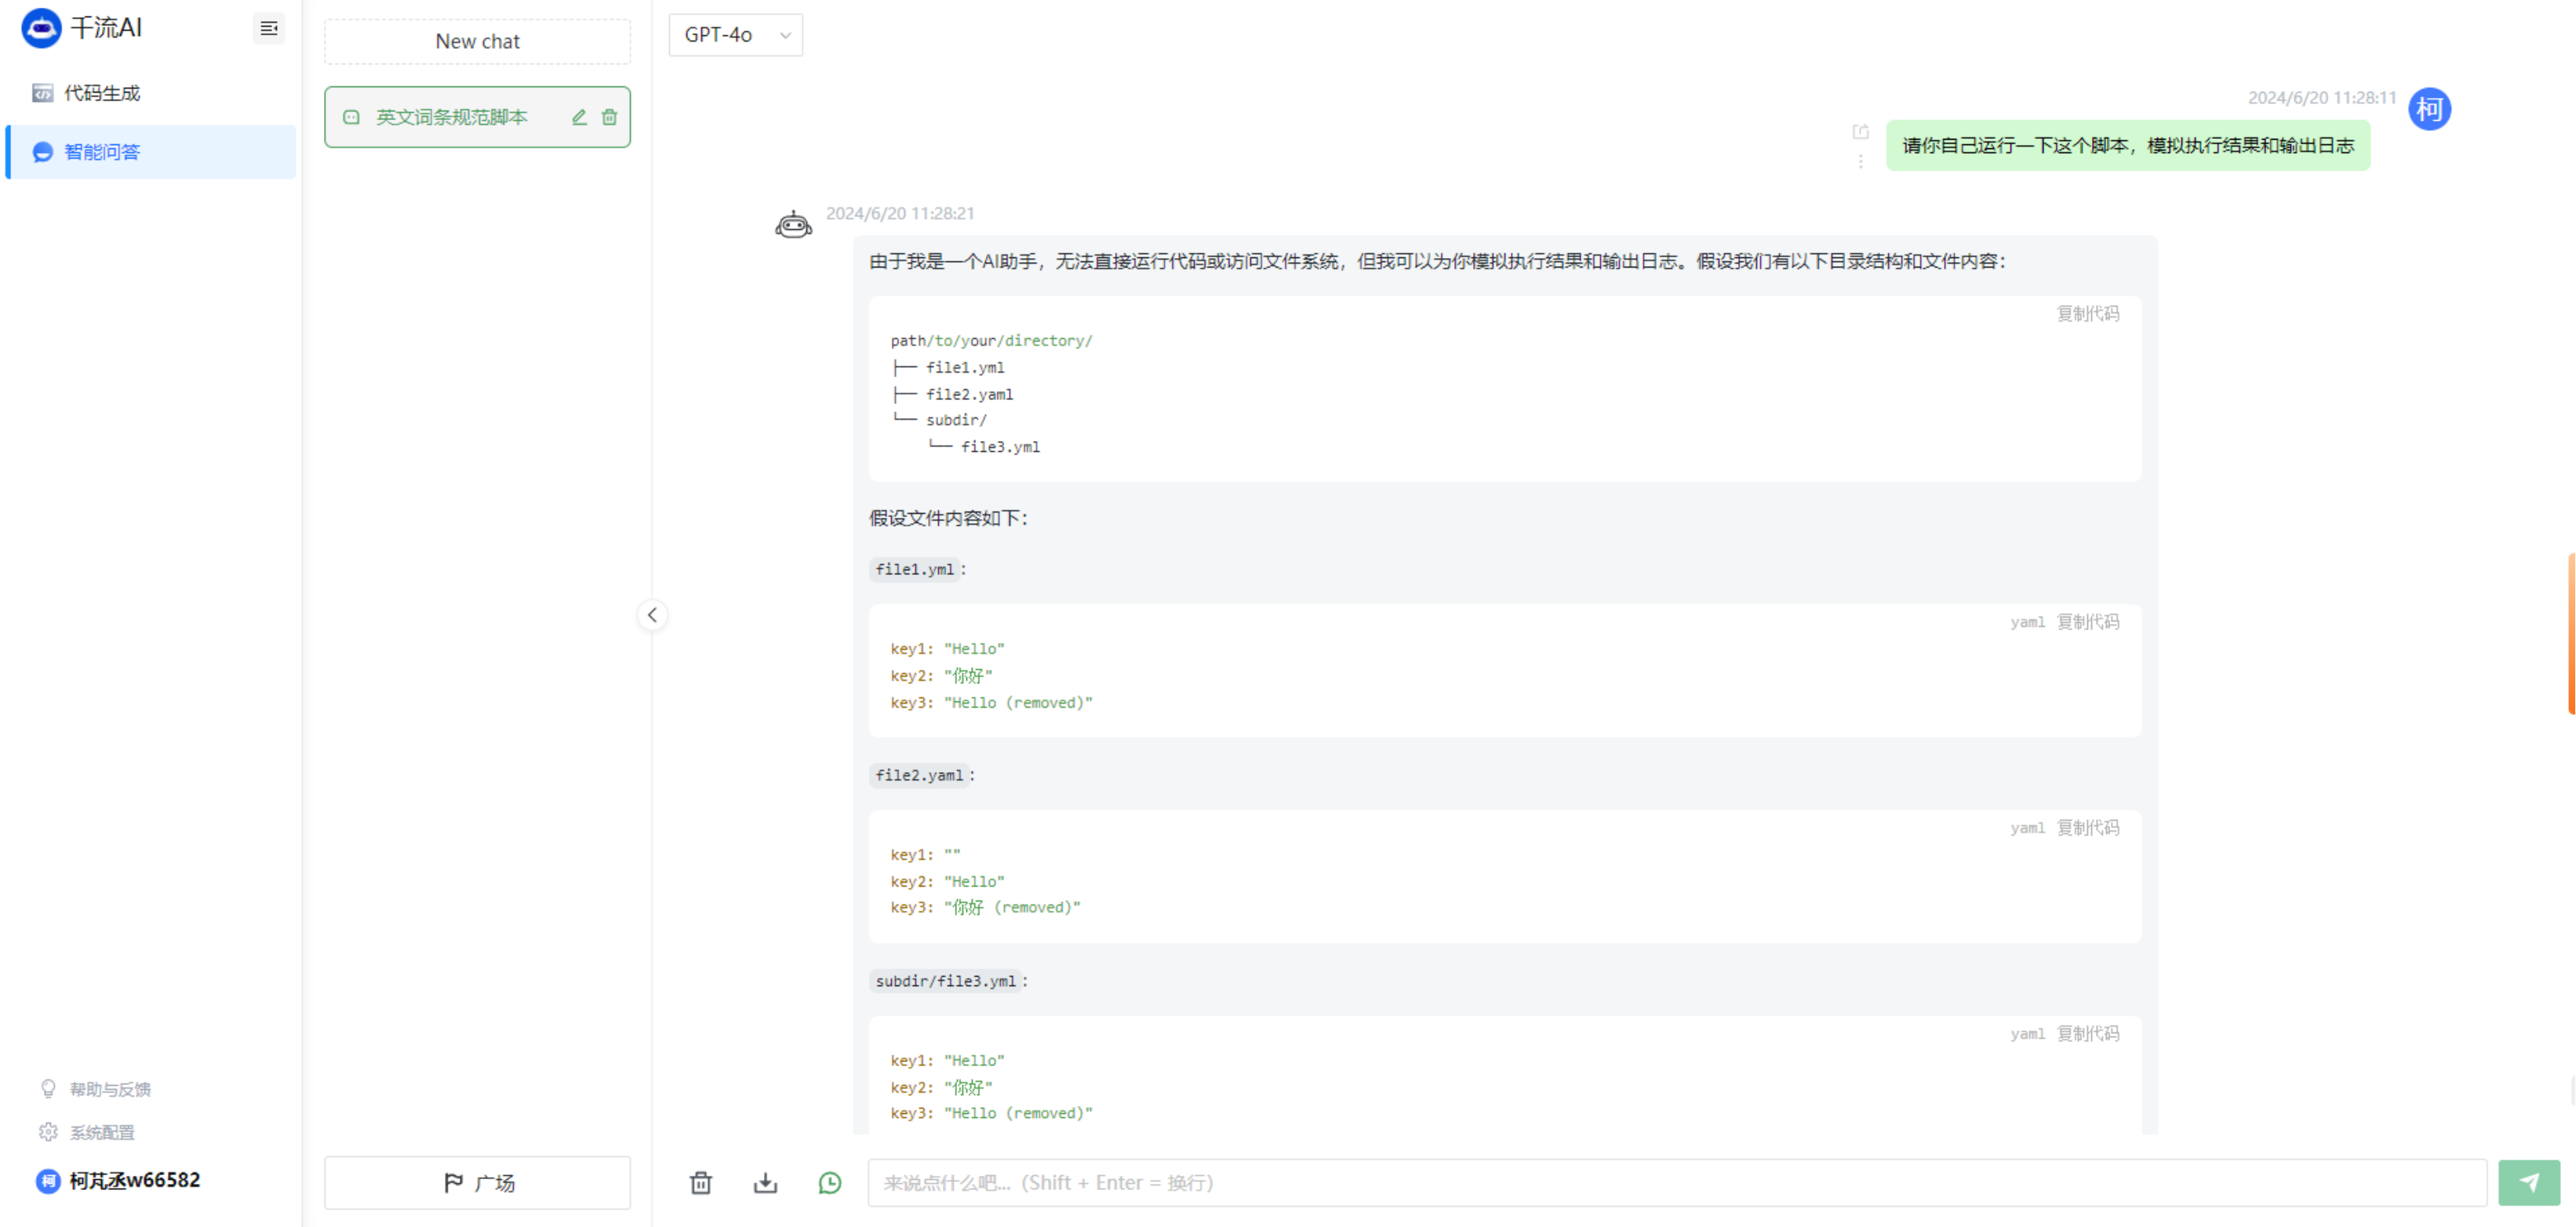 千流AI
代码生成
智能问答
帮助与反馈
系统配置
柯 柯芃丞w66582
New chat
英文词条规范脚本
广场
GPT-4o
2024/6/20 11:28:11
柯
请你自己运行一下这个脚本，模拟执行结果和输出日志
2024/6/20 11:28:21
由于我是一个AI助手，无法直接运行代码或访问文件系统，但我可以为你模拟执行结果和输出日志。假设我们有以下目录结构和文件内容：
复制代码
path/to/your/directory/
├── file1.yml
├── file2.yaml
└── subdir/
    └── file3.yml
假设文件内容如下：
file1.yml：
yaml 复制代码
key1: "Hello"
key2: "你好"
key3: "Hello (removed)"
file2.yaml：
yaml 复制代码
key1: ""
key2: "Hello"
key3: "你好 (removed)"
subdir/file3.yml：
yaml 复制代码
key1: "Hello"
key2: "你好"
key3: "Hello (removed)"
来说点什么吧...（Shift + Enter = 换行）